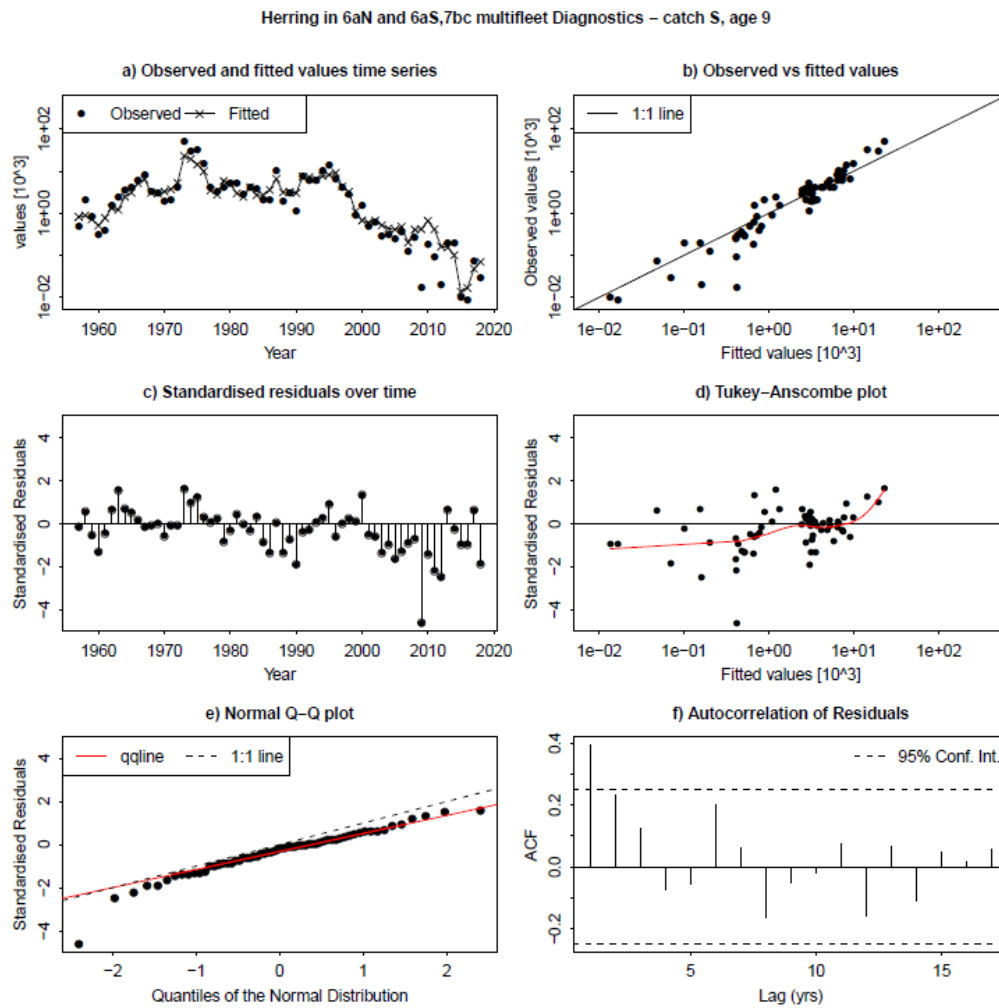 Herring in 6aN and 6aS,7bc multifleet Diagnostics − catch S, age 9
a) Observed and fitted values time series
Observed Fitted
values [10^3]
1e−02 1e+00 1e+02
1960 1970 1980 1990 2000 2010 2020
Year
b) Observed vs fitted values
1:1 line
Observed values [10^3]
1e−02 1e+00 1e+02
1e−02 1e−01 1e+00 1e+01 1e+02
Fitted values [10^3]
c) Standardised residuals over time
Standardised Residuals
−4 −2 0 2 4
1960 1970 1980 1990 2000 2010 2020
Year
d) Tukey−Anscombe plot
Standardised Residuals
−4 −2 0 2 4
1e−02 1e−01 1e+00 1e+01 1e+02
Fitted values [10^3]
e) Normal Q−Q plot
qqline 1:1 line
Standardised Residuals
−4 −2 0 2 4
−2 −1 0 1 2
Quantiles of the Normal Distribution
f) Autocorrelation of Residuals
95% Conf. Int.
ACF
−0.2 0.0 0.2 0.4
5 10 15
Lag (yrs)